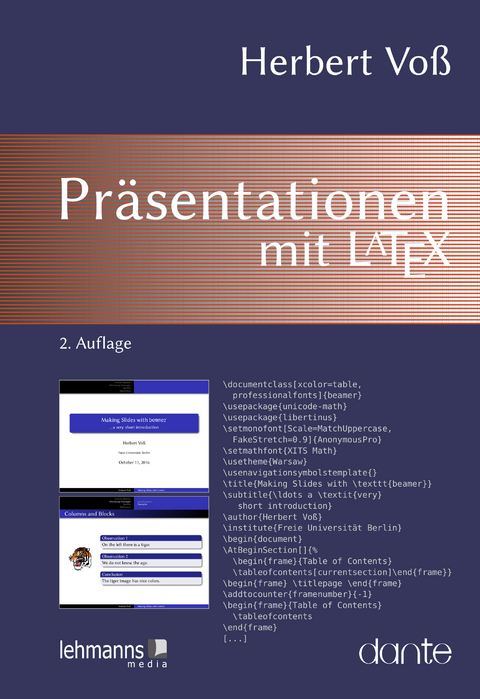 Herbert Voß
Präsentationen
mit LATEX
2. Auflage
Making Slides with beamer
...a very short introduction
Herbert Voß
Freie Universität Berlin
October 11, 2016
Columns and Blocks
Observation 1
On the left there is a tiger.
Observation 2
We do not know the age.
Conclusion
The tiger image has nice colors.
\documentclass[xcolor=table,
professionalfonts]{beamer}
\usepackage{unicode-math}
\usepackage{libertinus}
\setmonofont[Scale=MatchUppercase,
FakeStretch=0.9]{AnonymousPro}
\setmathfont{XITS Math}
\usetheme{Warsaw}
\usenavigationsymbolstemplate{}
\title{Making Slides with \texttt{beamer}}
\subtitle{\ldots a \textit{very}
short introduction}
\author{Herbert Voß}
\institute{Freie Universität Berlin}
\begin{document}
\AtBeginSection[]{%
\begin{frame}{Table of Contents}
\tableofcontents[currentsection]\end{frame}}
\begin{frame} \titlepage \end{frame}
\addtocounter{framenumber}{-1}
\begin{frame}{Table of Contents}
\tableofcontents
\end{frame}
[...]
lehmanns
media
dante